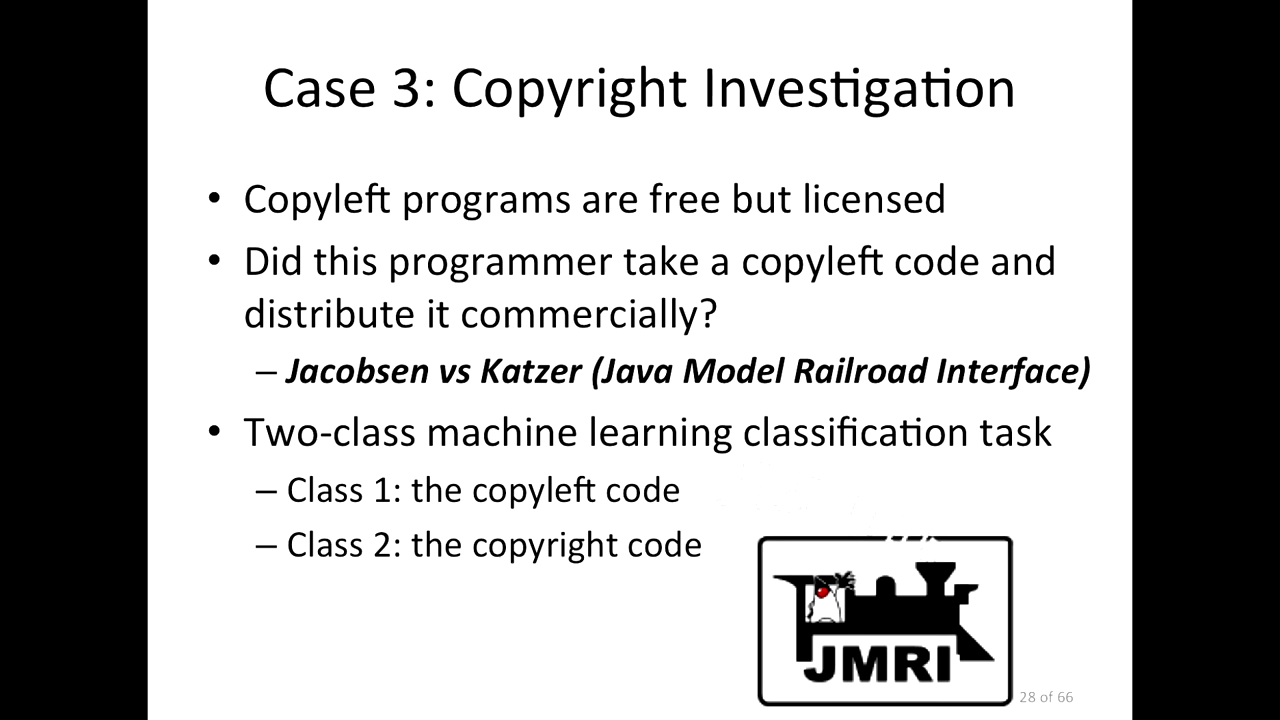 Case 3: Copyright Investigation
• Copyleft programs are free but licensed
• Did this programmer take a copyleft code and
distribute it commercially?
– Jacobsen vs Katzer (Java Model Railroad Interface)
• Two-class machine learning classification task
– Class 1: the copyleft code
– Class 2: the copyright code
JMRI
28 of 66